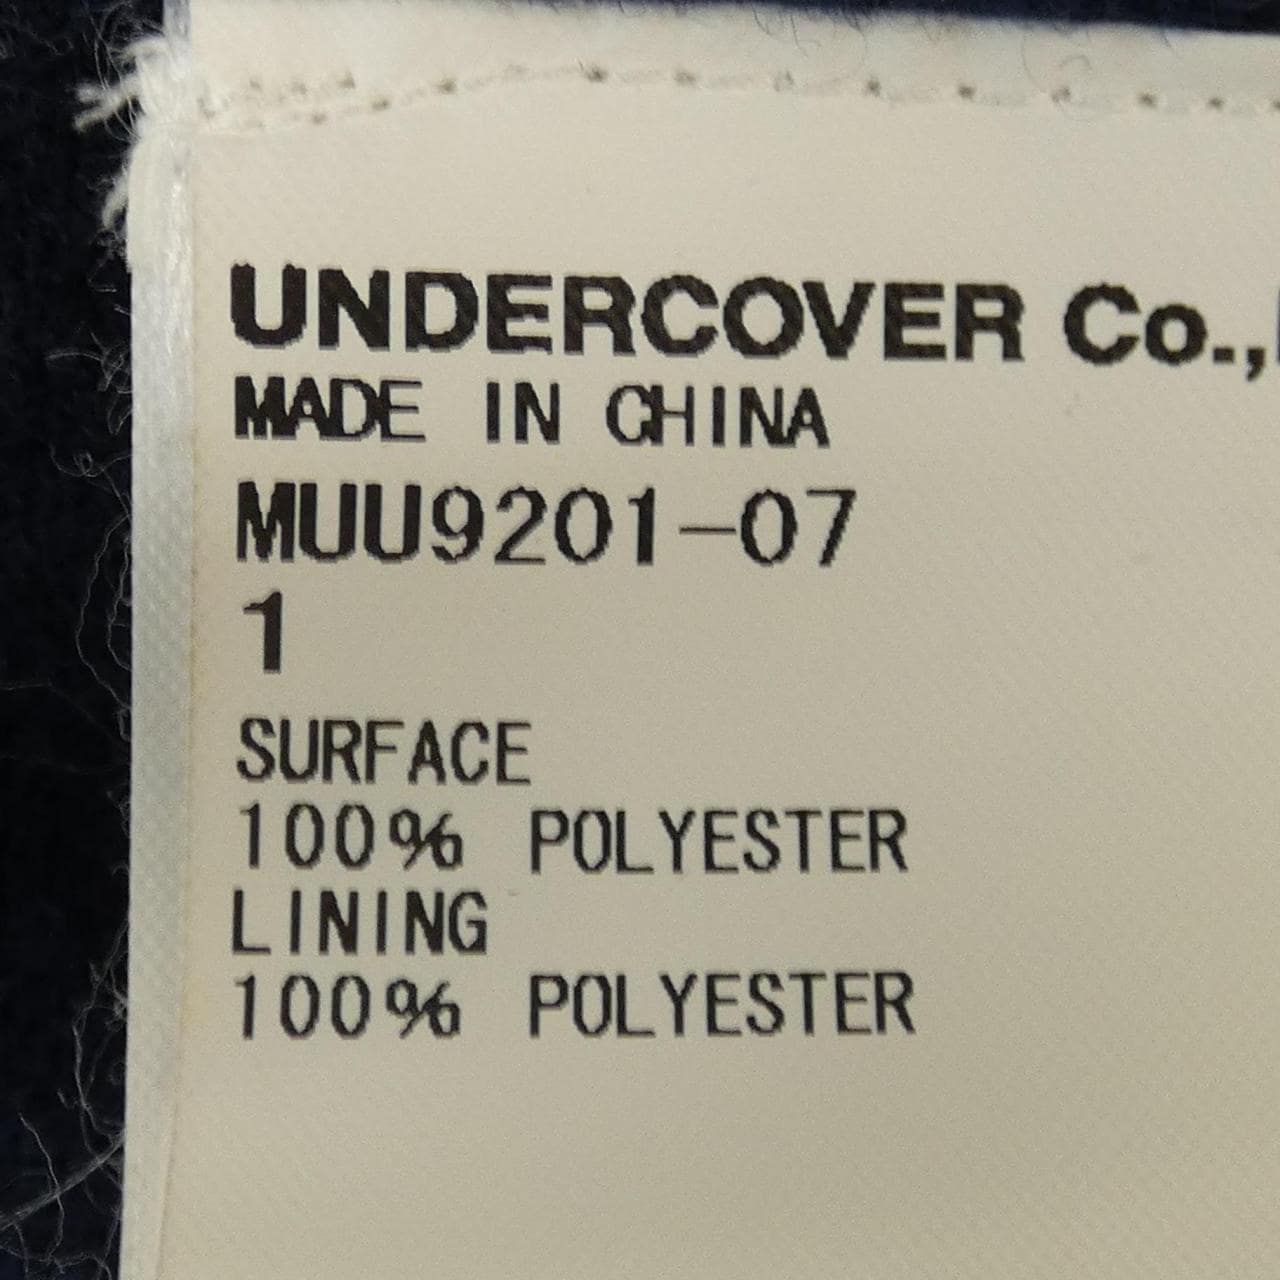 UNDERCOVER Co.,
MADE IN CHINA
MUU9201-07
1
SURFACE
100% POLYESTER
LINING
100% POLYESTER